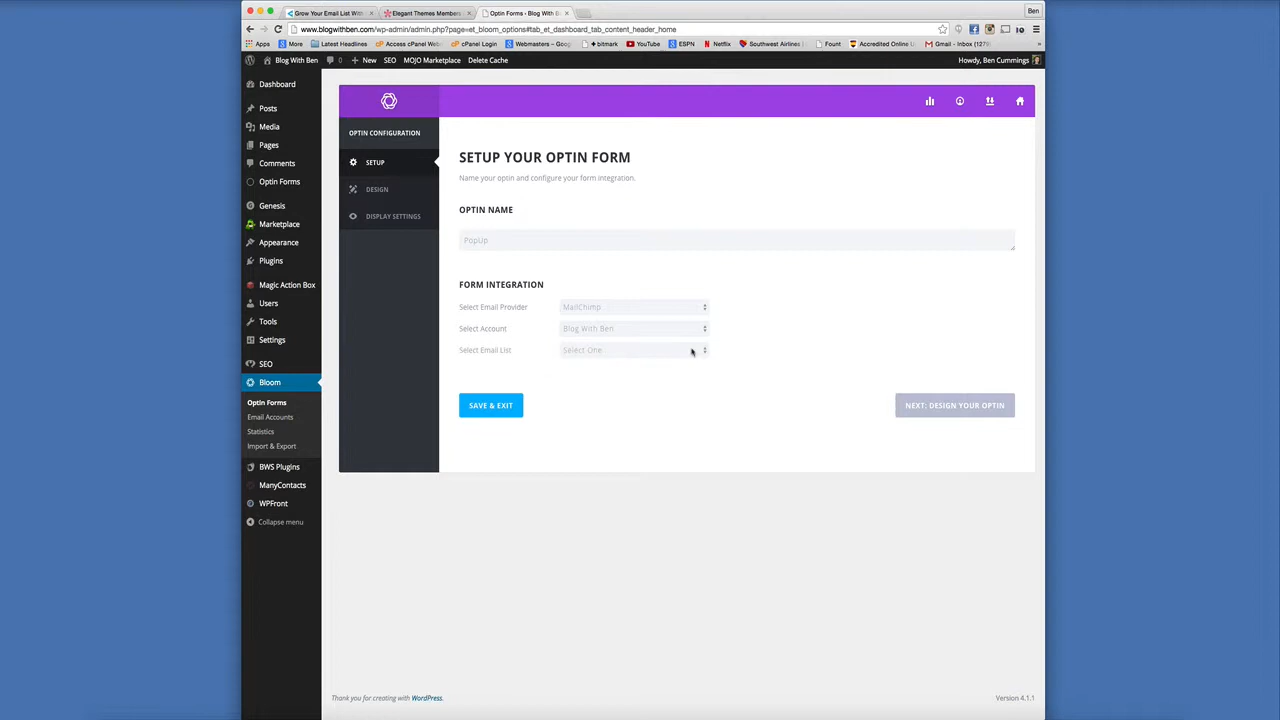 Grow Your Email List With
Elegant Themes Members
Optin Forms - Blog With B
Ben
www.blogwithben.com/wp-admin/admin.php?page=et_bloom_options#tab_et_dashboard_tab_content_header_home
Apps
More
Latest Headlines
Access cPanel Web
cPanel Login
Webmasters – Goo
+ bitmark
YouTube
ESPN
Netflix
Southwest Airlines
Fount
Accredited Online U
Gmail - Inbox (1279)
Blog With Ben
0
New
SEO
MOJO Marketplace
Delete Cache
Howdy, Ben Cummings
Dashboard
Posts
Media
Pages
Comments
Optin Forms
Genesis
Marketplace
Appearance
Plugins
Magic Action Box
Users
Tools
Settings
SEO
Bloom
Optin Forms
Email Accounts
Statistics
Import & Export
BWS Plugins
ManyContacts
WPFront
Collapse menu
OPTIN CONFIGURATION
SETUP
DESIGN
DISPLAY SETTINGS
SETUP YOUR OPTIN FORM
Name your optin and configure your form integration.
OPTIN NAME
PopUp
FORM INTEGRATION
Select Email Provider
MailChimp
Select Account
Blog With Ben
Select Email List
Select One
SAVE & EXIT
NEXT: DESIGN YOUR OPTIN
Thank you for creating with WordPress.
Version 4.1.1